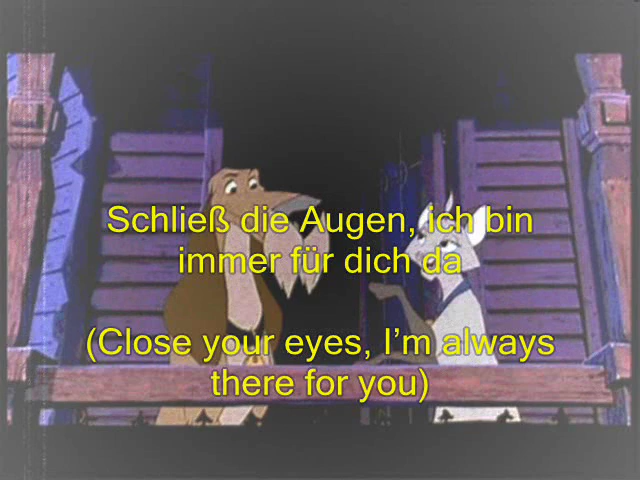 Schließ die Augen, ich bin
immer für dich da
(Close your eyes, I’m always
there for you)